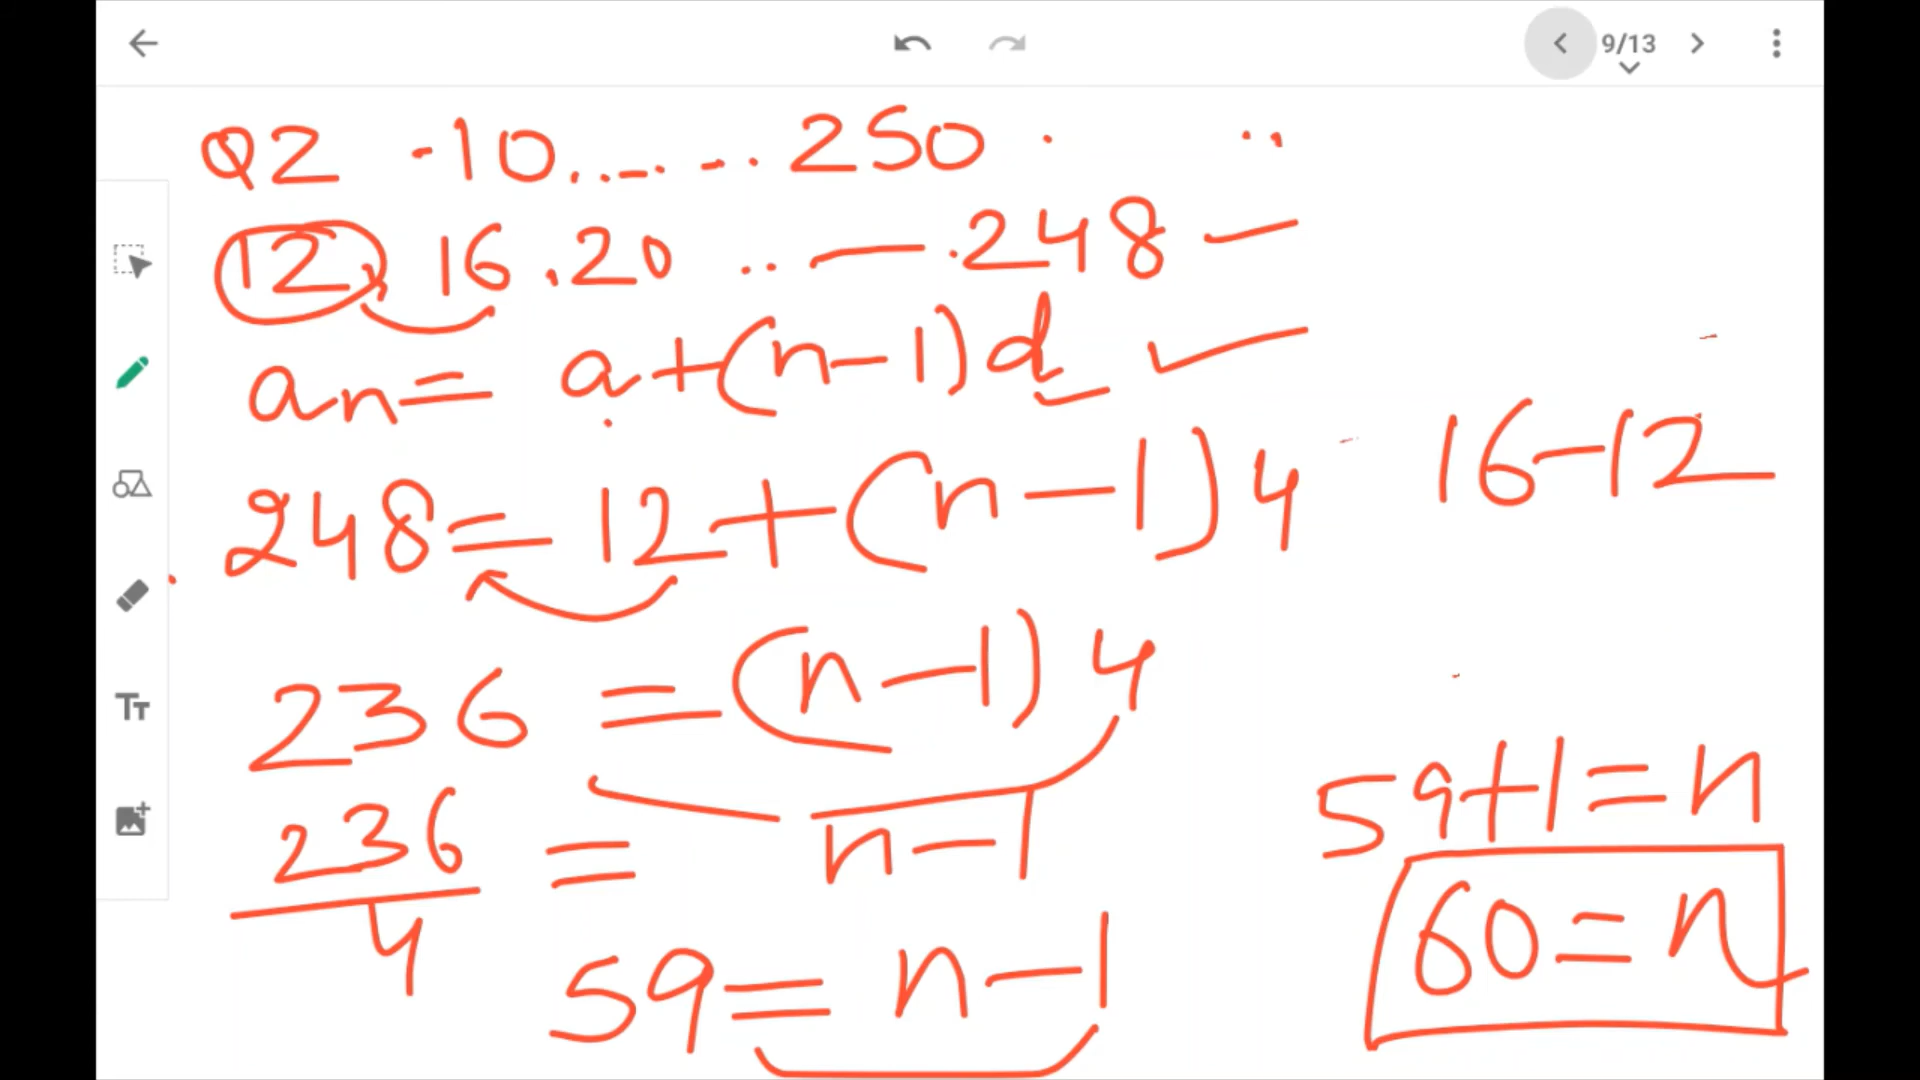 9/13
Q2 -10..--.--. 250
12, 16.20 ..—.248—
an= a+(n-1)d
248=12+(n-1)4 16-12
236=(n-1)4
236/4 = n-1
59+1=n
59=n-1
60=n